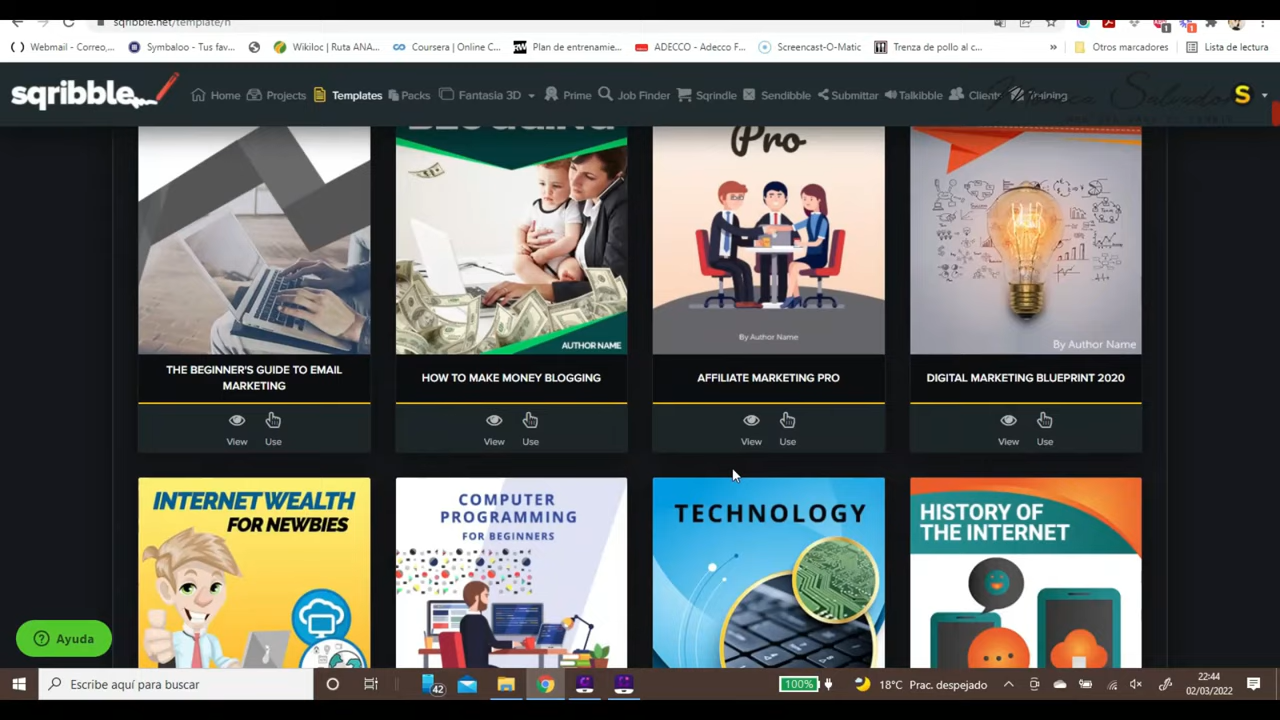 sqribble.net/template/n
Webmail - Correo,...
Symbaloo - Tus fav...
Wikiloc | Ruta ANA...
Coursera | Online C...
Plan de entrenamie...
ADECCO - Adecco F...
Screencast-O-Matic
Trenza de pollo al c...
»
Otros marcadores
Lista de lectura
sqribble
Home
Projects
Templates
Packs
Fantasia 3D
Prime
Job Finder
Sqrindle
Sendibble
Submittar
Talkibble
Clients
Training
S
BLOGGING
Pro
AUTHOR NAME
By Author Name
By Author Name
THE BEGINNER'S GUIDE TO EMAIL
MARKETING
HOW TO MAKE MONEY BLOGGING
AFFILIATE MARKETING PRO
DIGITAL MARKETING BLUEPRINT 2020
View Use
View Use
View Use
View Use
INTERNET WEALTH
FOR NEWBIES
COMPUTER
PROGRAMMING
FOR BEGINNERS
TECHNOLOGY
HISTORY OF
THE INTERNET
Ayuda
Escribe aquí para buscar
42
100%
18°C Prac. despejado
22:44
02/03/2022